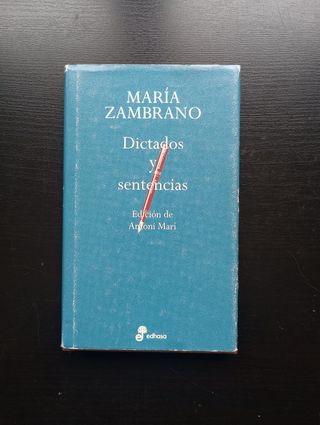 MARÍA
ZAMBRANO
Dictados
y
sentencias
Edición de
Antoni Marí
edhasa